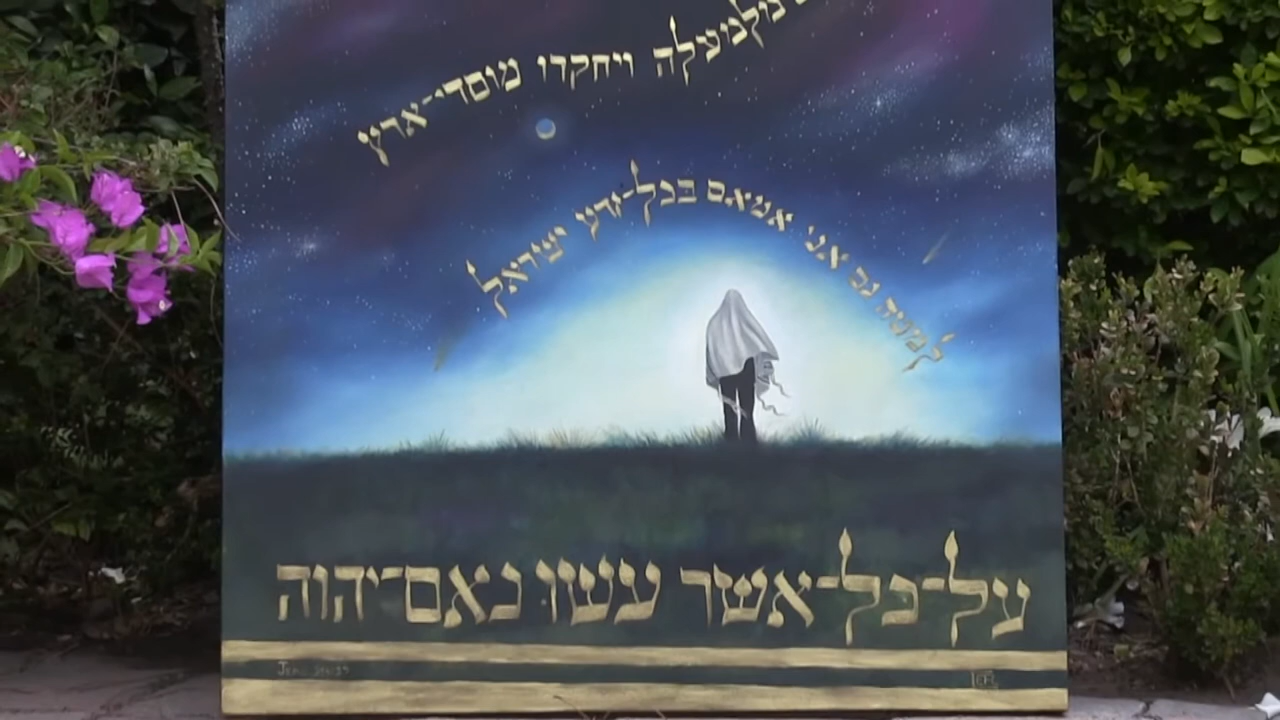 מלמעלה ויחקרו מוסדי־ארץ
למטה גם אני אמאס בכל־זרע ישראל
על־כל־אשר עשו נאם־יהוה